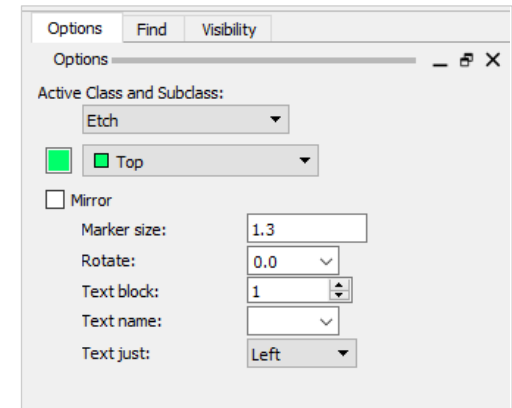 Options Find Visibility
Options
Active Class and Subclass:
Etch
Top
Mirror
Marker size: 1.3
Rotate: 0.0
Text block: 1
Text name:
Text just: Left